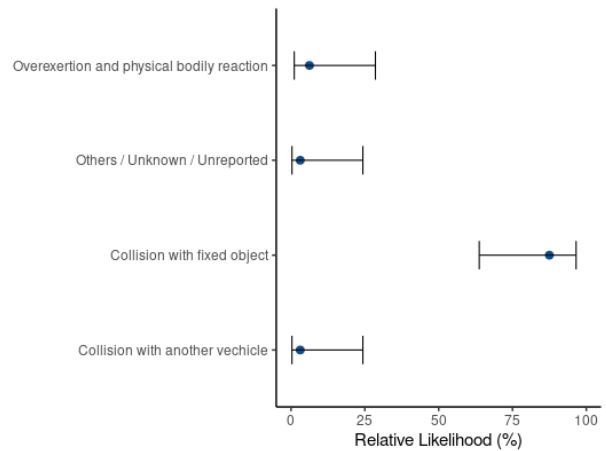 Overexertion and physical bodily reaction
Others / Unknown / Unreported
Collision with fixed object
Collision with another vechicle
0 25 50 75 100
Relative Likelihood (%)